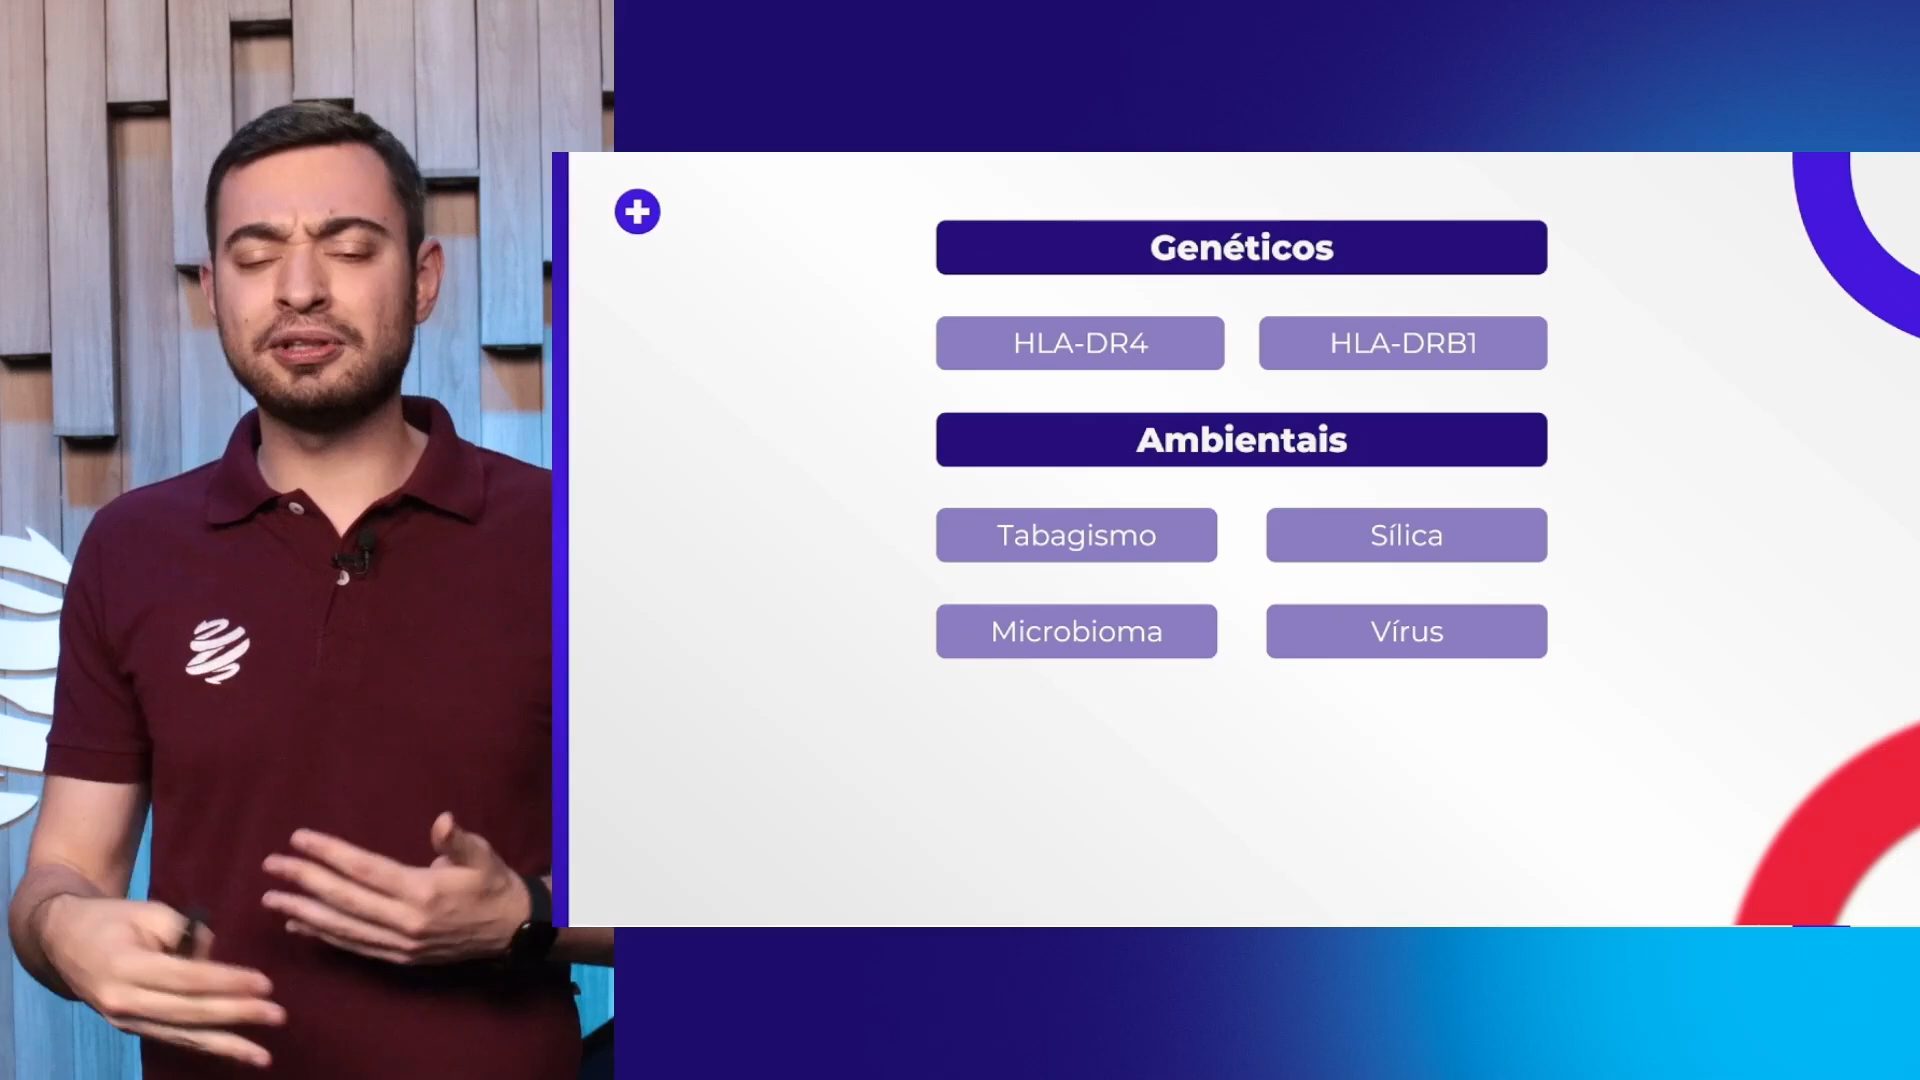 Genéticos
HLA-DR4 HLA-DRB1
Ambientais
Tabagismo Sílica
Microbioma Vírus